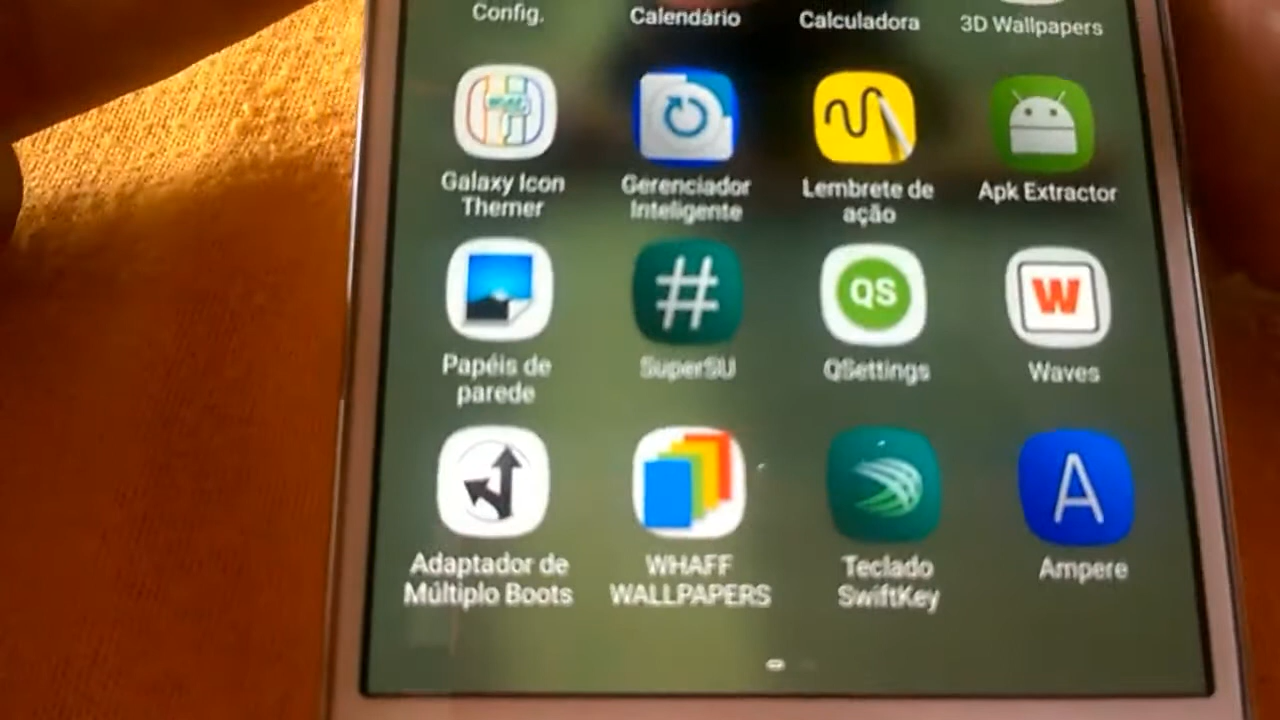 Config.
Calendário
Calculadora
3D Wallpapers
Galaxy Icon
Themer
Gerenciador
Inteligente
Lembrete de
ação
Apk Extractor
Papéis de
parede
#
SuperSU
QS
QSettings
W
Waves
Adaptador de
Múltiplo Boots
WHAFF
WALLPAPERS
Teclado
SwiftKey
A
Ampere